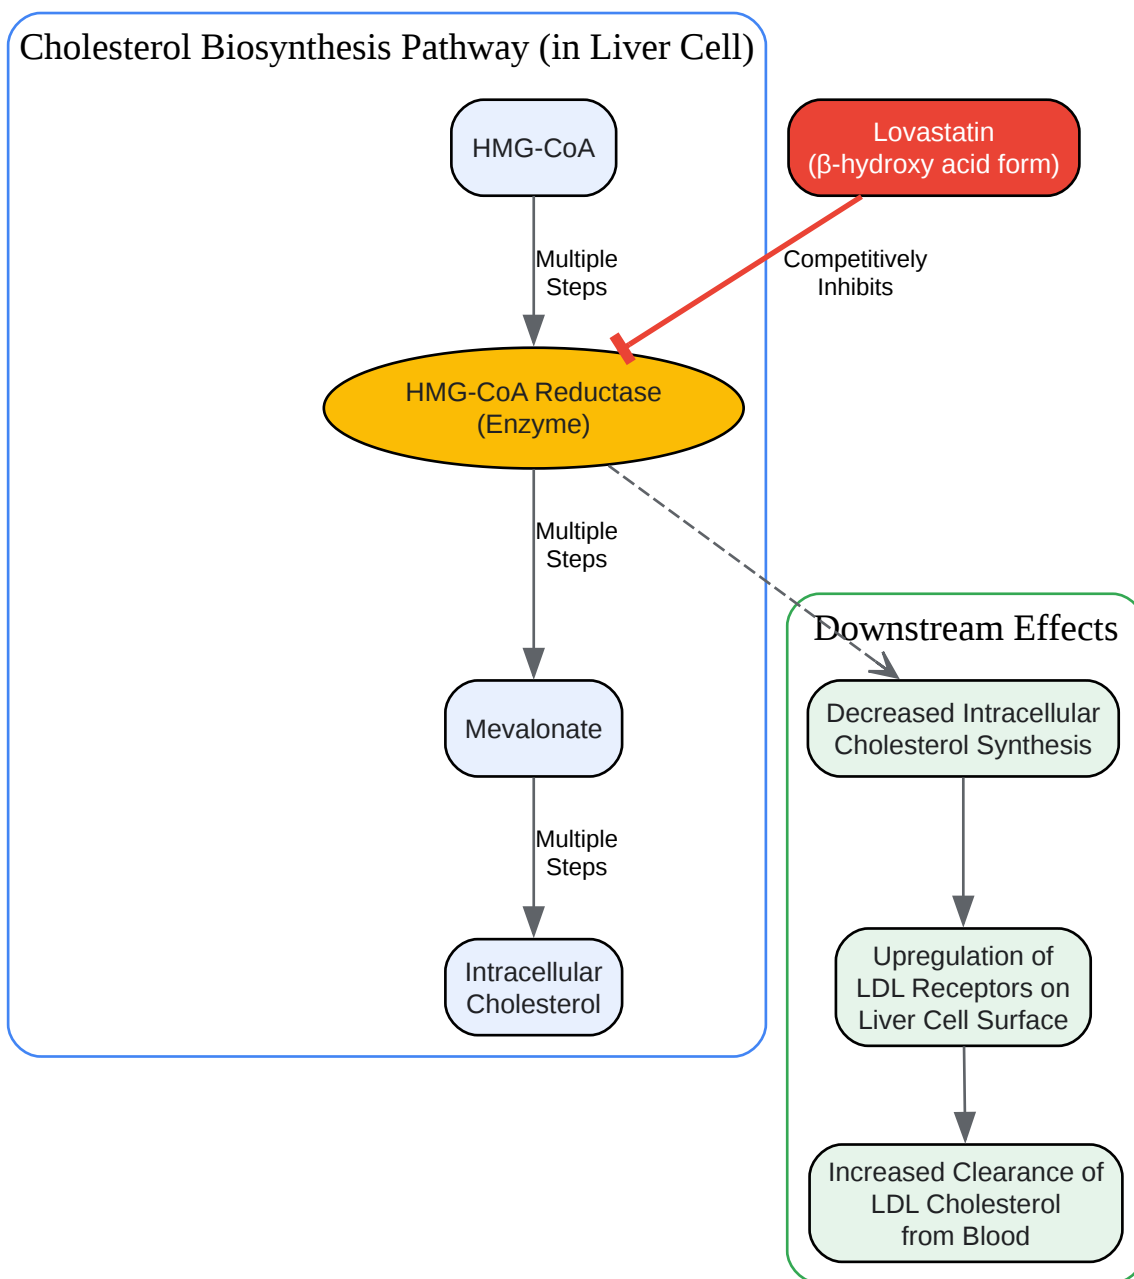 Cholesterol Biosynthesis Pathway (in Liver Cell)
HMG-CoA
Lovastatin
(β-hydroxy acid form)
Multiple
Steps
Competitively
Inhibits
HMG-CoA Reductase
(Enzyme)
Multiple
Steps
Downstream Effects
Mevalonate
Decreased Intracellular
Cholesterol Synthesis
Multiple
Steps
Intracellular
Cholesterol
Upregulation of
LDL Receptors on
Liver Cell Surface
Increased Clearance of
LDL Cholesterol
from Blood